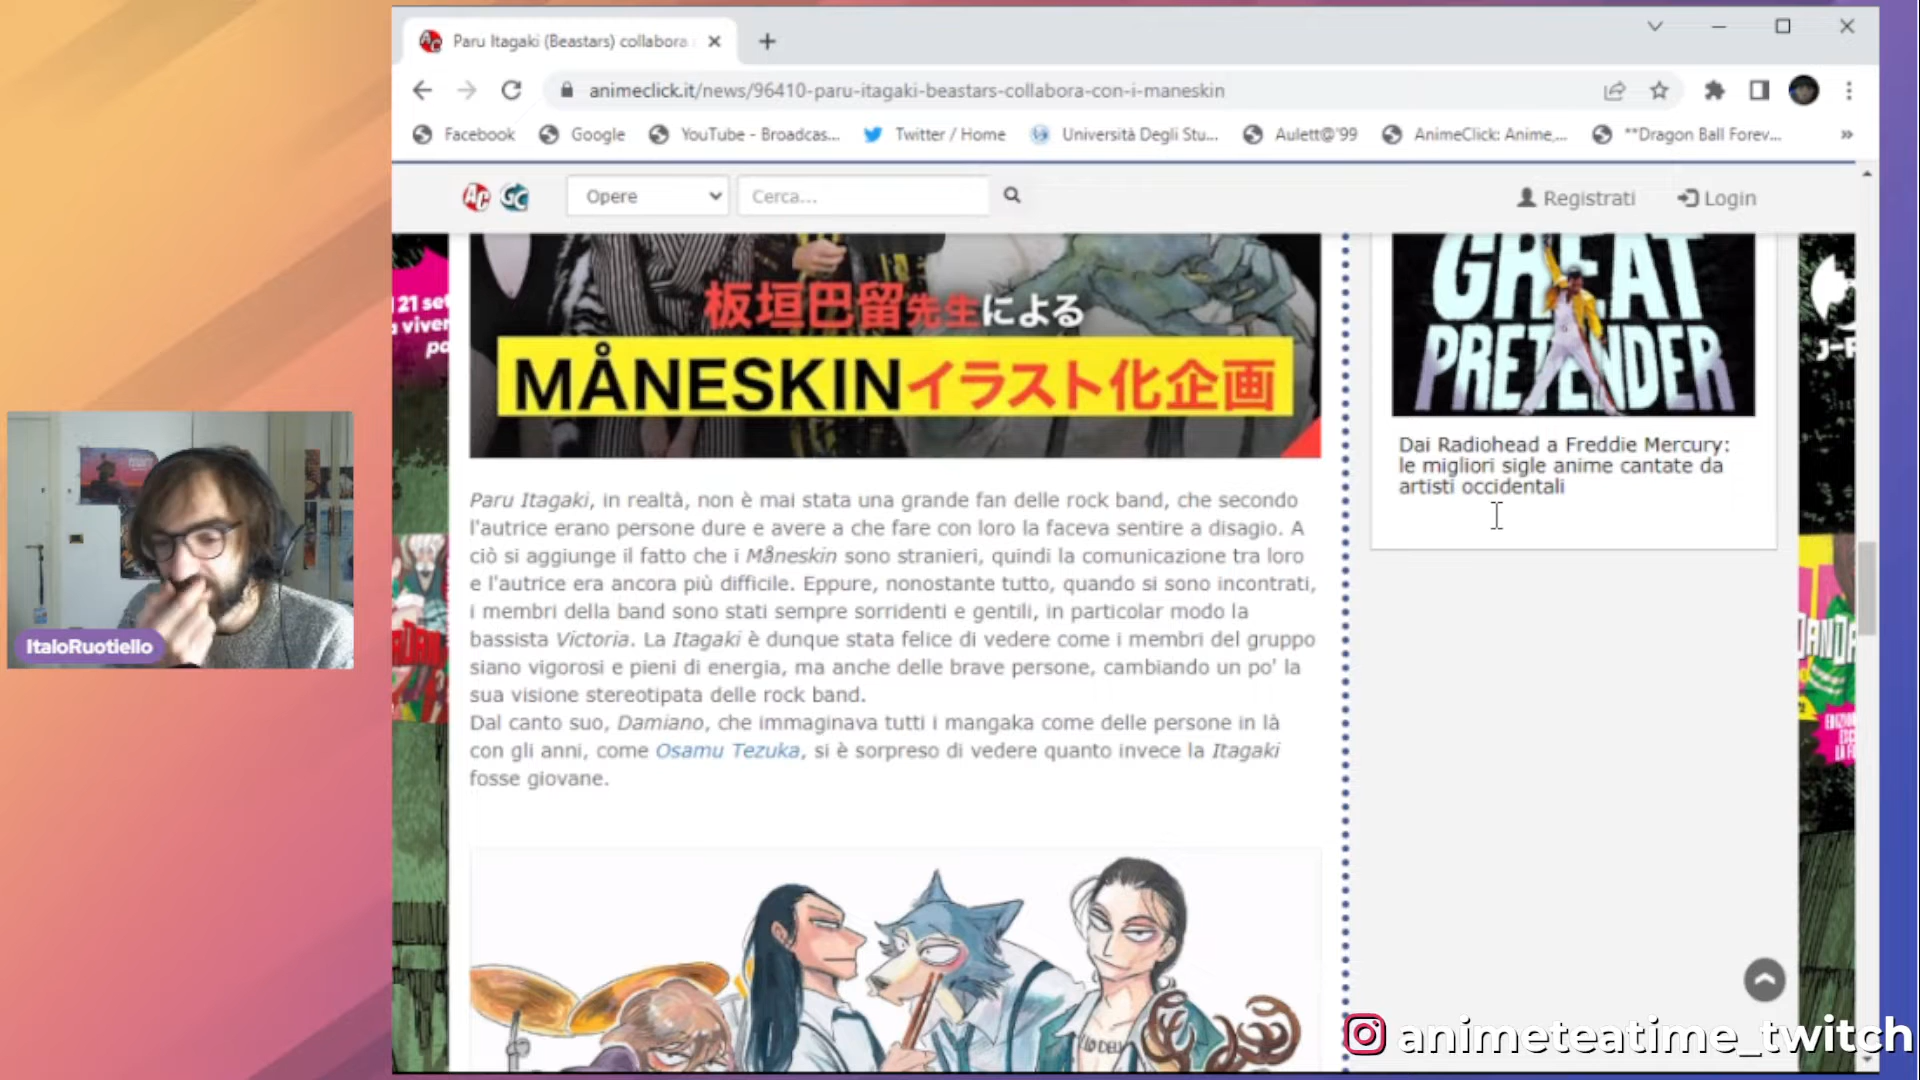 Paru Itagaki (Beastars) collabora
animeclick.it/news/96410-paru-itagaki-beastars-collabora-con-i-maneskin
Facebook Google YouTube - Broadcas... Twitter / Home Università Degli Stu... Aulett@'99 AnimeClick: Anime,... **Dragon Ball Forev... »
AC GC Opere Cerca... Registrati Login
21 set
a viver
板垣巴留先生による
MÅNESKINイラスト化企画
Paru Itagaki, in realtà, non è mai stata una grande fan delle rock band, che secondo
l'autrice erano persone dure e avere a che fare con loro la faceva sentire a disagio. A
ciò si aggiunge il fatto che i Måneskin sono stranieri, quindi la comunicazione tra loro
e l'autrice era ancora più difficile. Eppure, nonostante tutto, quando si sono incontrati,
i membri della band sono stati sempre sorridenti e gentili, in particolar modo la
bassista Victoria. La Itagaki è dunque stata felice di vedere come i membri del gruppo
siano vigorosi e pieni di energia, ma anche delle brave persone, cambiando un po' la
sua visione stereotipata delle rock band.
Dal canto suo, Damiano, che immaginava tutti i mangaka come delle persone in là
con gli anni, come Osamu Tezuka, si è sorpreso di vedere quanto invece la Itagaki
fosse giovane.
GREAT
PRETENDER
Dai Radiohead a Freddie Mercury:
le migliori sigle anime cantate da
artisti occidentali
ItaloRuotiello
animeteatime_twitch